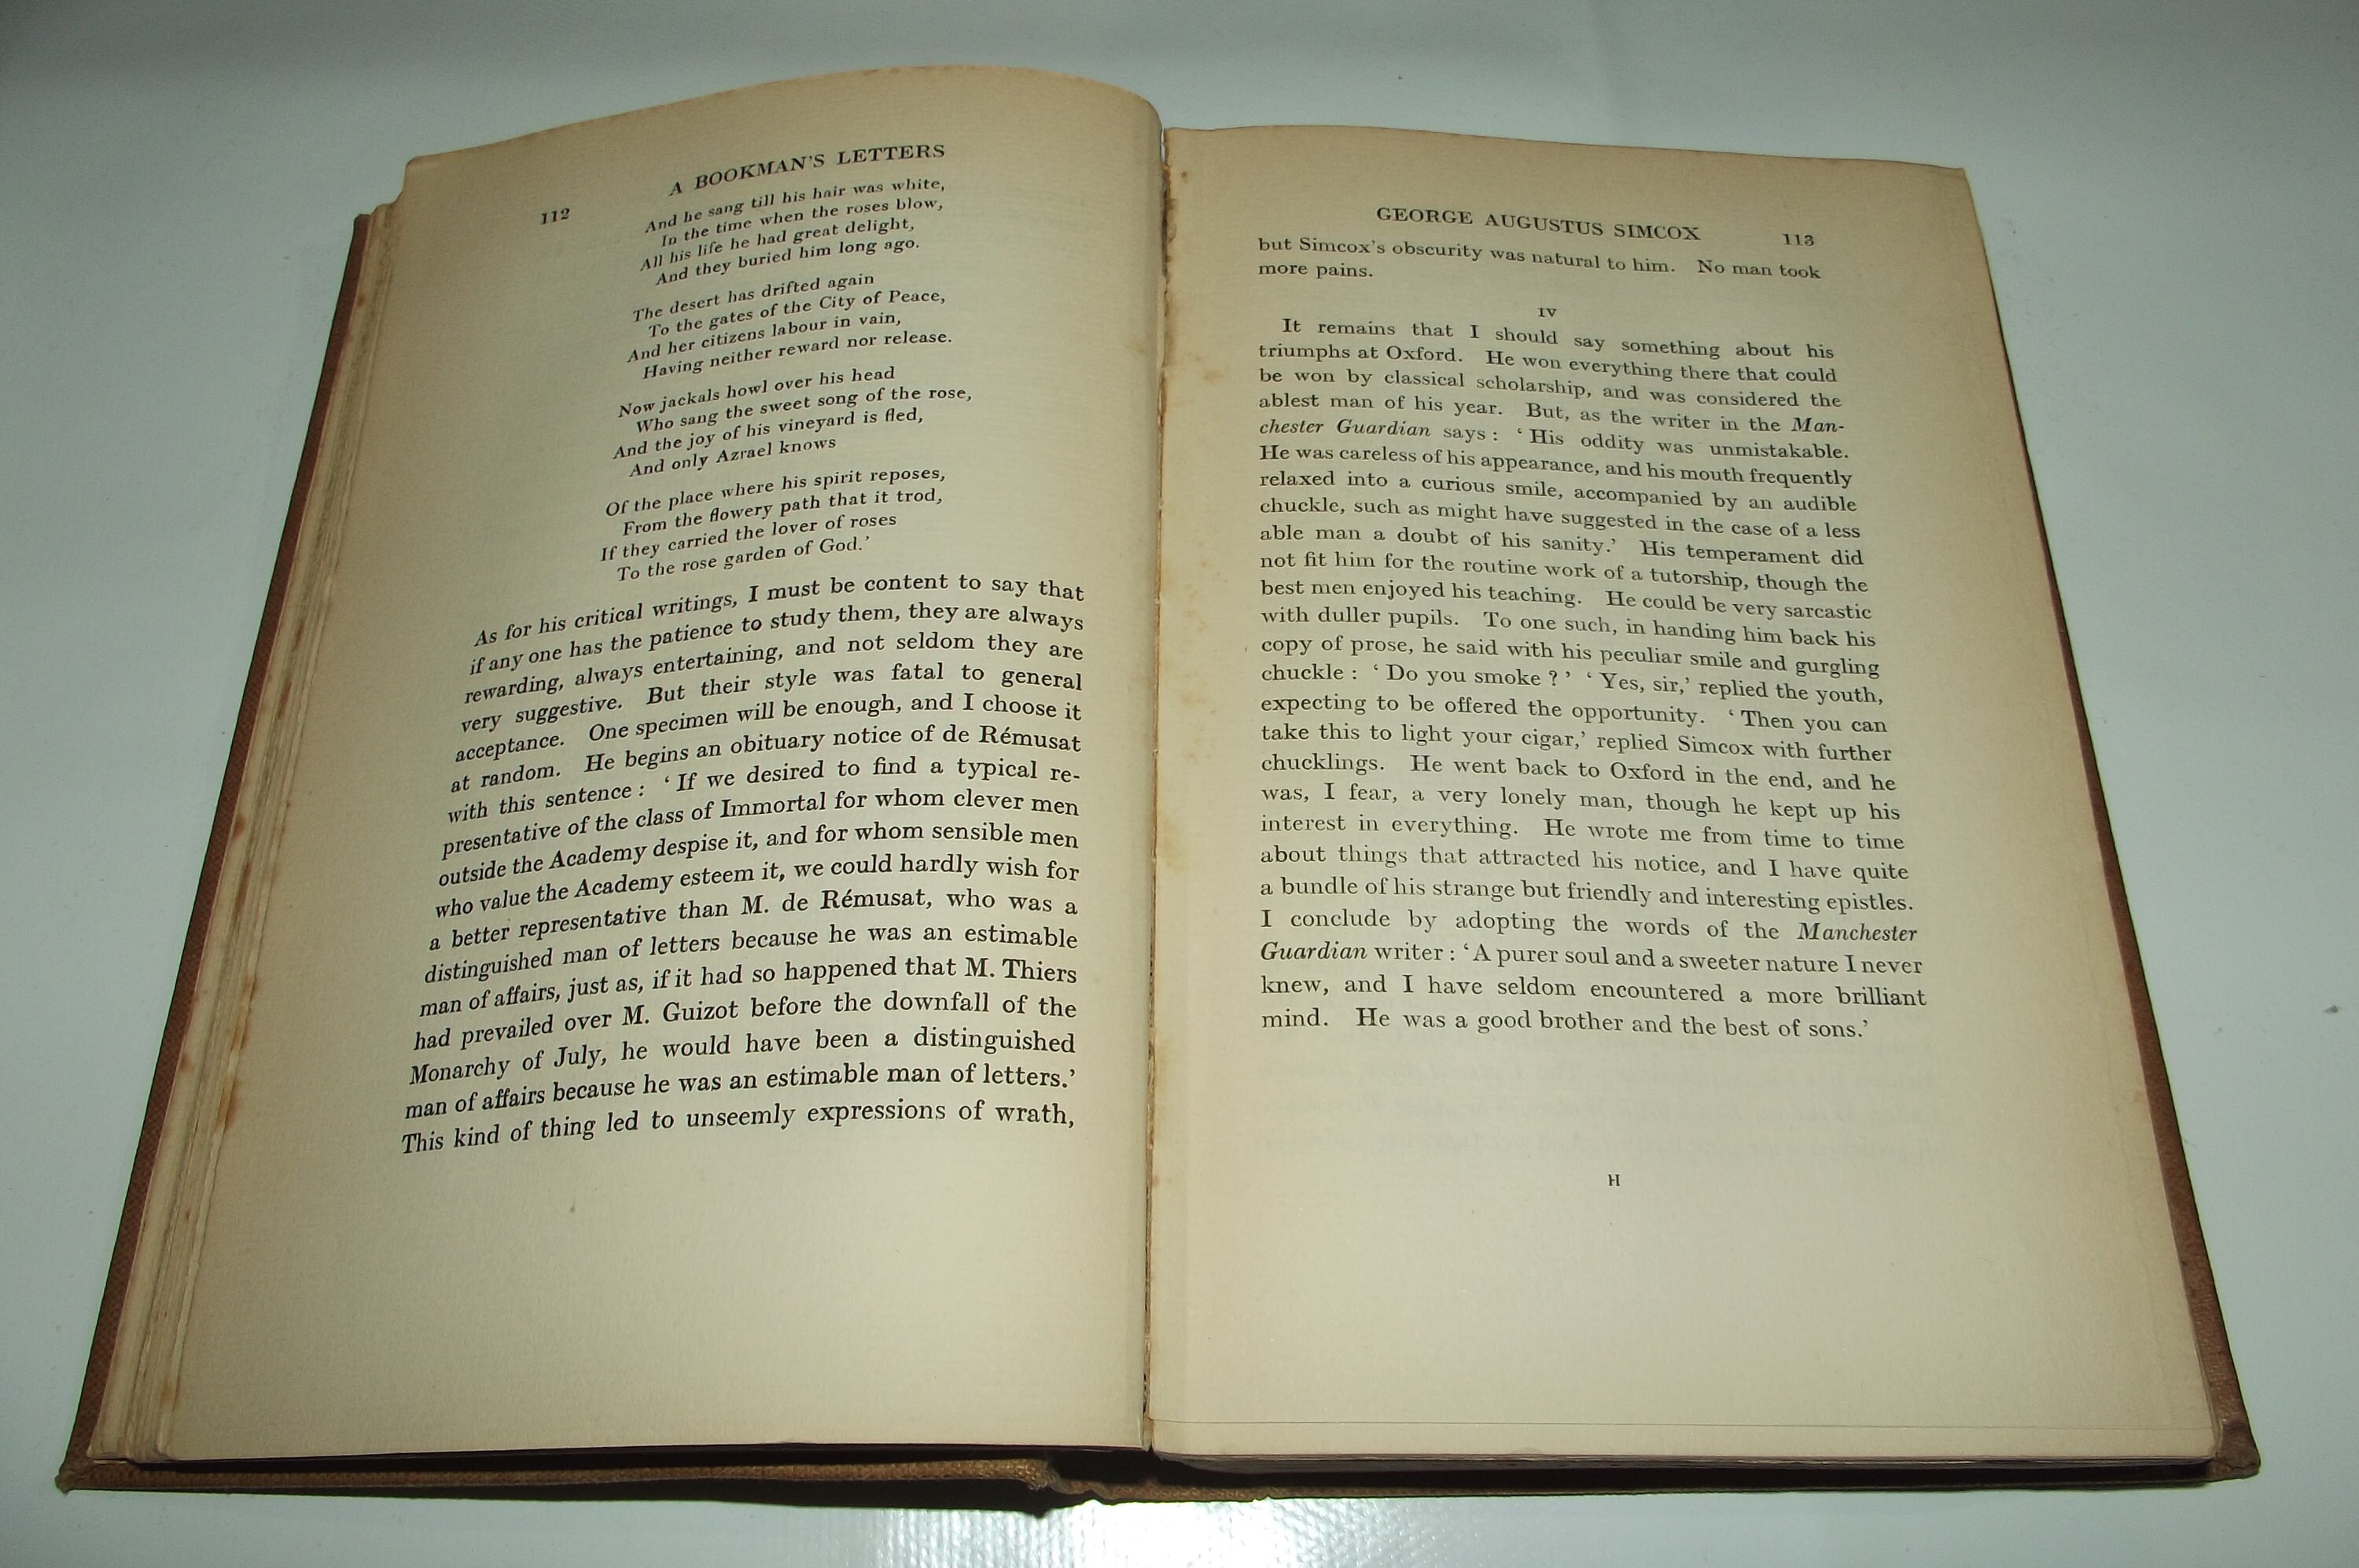 112
A BOOKMAN'S LETTERS
And he sang till his hair was white,
In the time when the roses blow,
All his life he had great delight,
And they buried him long ago.
The desert has drifted again
To the gates of the City of Peace,
And her citizens labour in vain,
Having neither reward nor release.
Now jackals howl over his head
Who sang the sweet song of the rose,
And the joy of his vineyard is fled,
And only Azrael knows
Of the place where his spirit reposes,
From the flowery path that it trod,
If they carried the lover of roses
To the rose garden of God.'
As for his critical writings, I must be content to say that
if any one has the patience to study them, they are always
rewarding, always entertaining, and not seldom they are
very suggestive. But their style was fatal to general
acceptance. One specimen will be enough, and I choose it
at random. He begins an obituary notice of de Rémusat
with this sentence : ‘ If we desired to find a typical re-
presentative of the class of Immortal for whom clever men
outside the Academy despise it, and for whom sensible men
who value the Academy esteem it, we could hardly wish for
a better representative than M. de Rémusat, who was a
distinguished man of letters because he was an estimable
man of affairs, just as, if it had so happened that M. Thiers
had prevailed over M. Guizot before the downfall of the
Monarchy of July, he would have been a distinguished
man of affairs because he was an estimable man of letters.’
This kind of thing led to unseemly expressions of wrath,
GEORGE AUGUSTUS SIMCOX
113
but Simcox's obscurity was natural to him. No man took
more pains.
IV
It remains that I should say something about his
triumphs at Oxford. He won everything there that could
be won by classical scholarship, and was considered the
ablest man of his year. But, as the writer in the Man-
chester Guardian says : ‘ His oddity was unmistakable.
He was careless of his appearance, and his mouth frequently
relaxed into a curious smile, accompanied by an audible
chuckle, such as might have suggested in the case of a less
able man a doubt of his sanity.’ His temperament did
not fit him for the routine work of a tutorship, though the
best men enjoyed his teaching. He could be very sarcastic
with duller pupils. To one such, in handing him back his
copy of prose, he said with his peculiar smile and gurgling
chuckle : ‘ Do you smoke ? ’ ‘ Yes, sir,’ replied the youth,
expecting to be offered the opportunity. ‘ Then you can
take this to light your cigar,’ replied Simcox with further
chucklings. He went back to Oxford in the end, and he
was, I fear, a very lonely man, though he kept up his
interest in everything. He wrote me from time to time
about things that attracted his notice, and I have quite
a bundle of his strange but friendly and interesting epistles.
I conclude by adopting the words of the Manchester
Guardian writer : ‘ A purer soul and a sweeter nature I never
knew, and I have seldom encountered a more brilliant
mind. He was a good brother and the best of sons.’
H